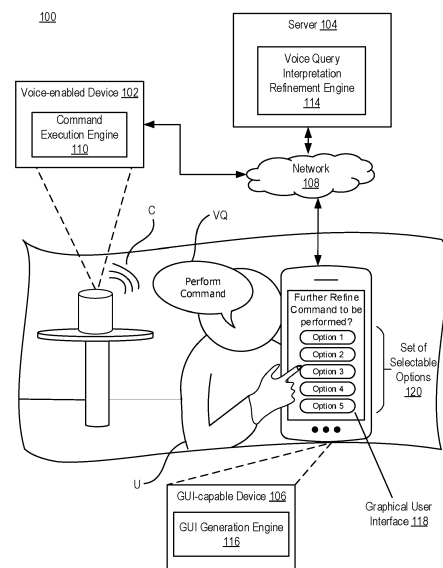 100
Server 104
Voice Query
Interpretation
Refinement Engine
114
Voice-enabled Device 102
Command
Execution Engine
110
Network
108
C
VQ
Perform
Command
Further Refine
Command to be
performed?
Option 1
Option 2
Option 3
Option 4
Option 5
Set of
Selectable
Options
120
U
GUI-capable Device 106
GUI Generation Engine
116
Graphical User
Interface 118